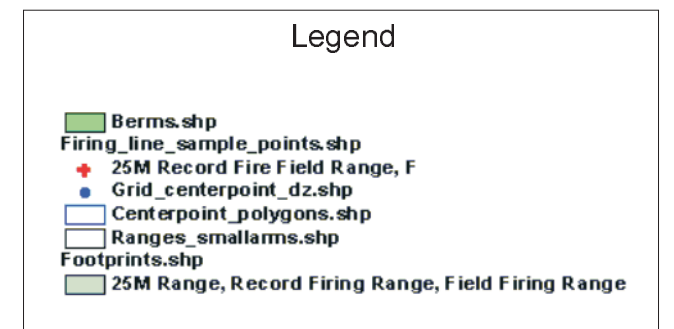 Legend
Berms.shp
Firing_line_sample_points.shp
25M Record Fire Field Range, F
Grid_centerpoint_dz.shp
Centerpoint_polygons.shp
Ranges_smallarms.shp
Footprints.shp
25M Range, Record Firing Range, Field Firing Range